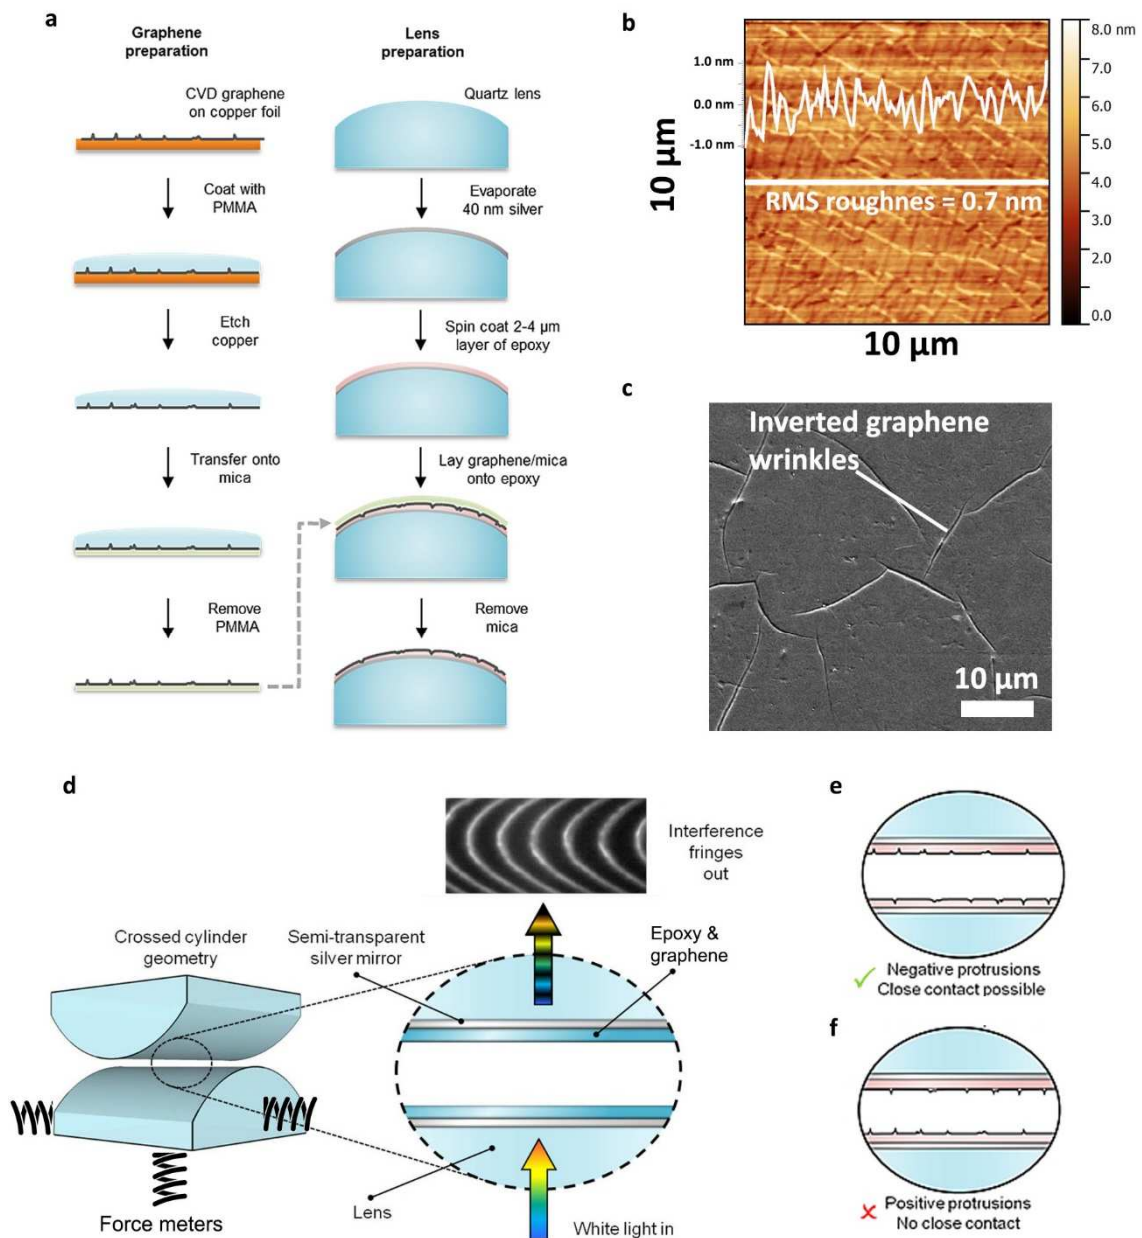 a
Graphene
preparation
CVD graphene
on copper foil
Coat with
PMMA
Etch
copper
Transfer onto
mica
Remove
PMMA
Lens
preparation
Quartz lens
Evaporate
40 nm silver
Spin coat 2-4 µm
layer of epoxy
Lay graphene/mica
onto epoxy
Remove
mica
b
1.0 nm
0.0 nm
-1.0 nm
10 µm
RMS roughnes = 0.7 nm
10 µm
8.0 nm
7.0
6.0
5.0
4.0
3.0
2.0
1.0
0.0
c
Inverted graphene
wrinkles
10 µm
d
Interference
fringes
out
Crossed cylinder
geometry
Semi-transparent
silver mirror
Epoxy &
graphene
Lens
White light in
Force meters
e
Negative protrusions
Close contact possible
f
Positive protrusions
No close contact